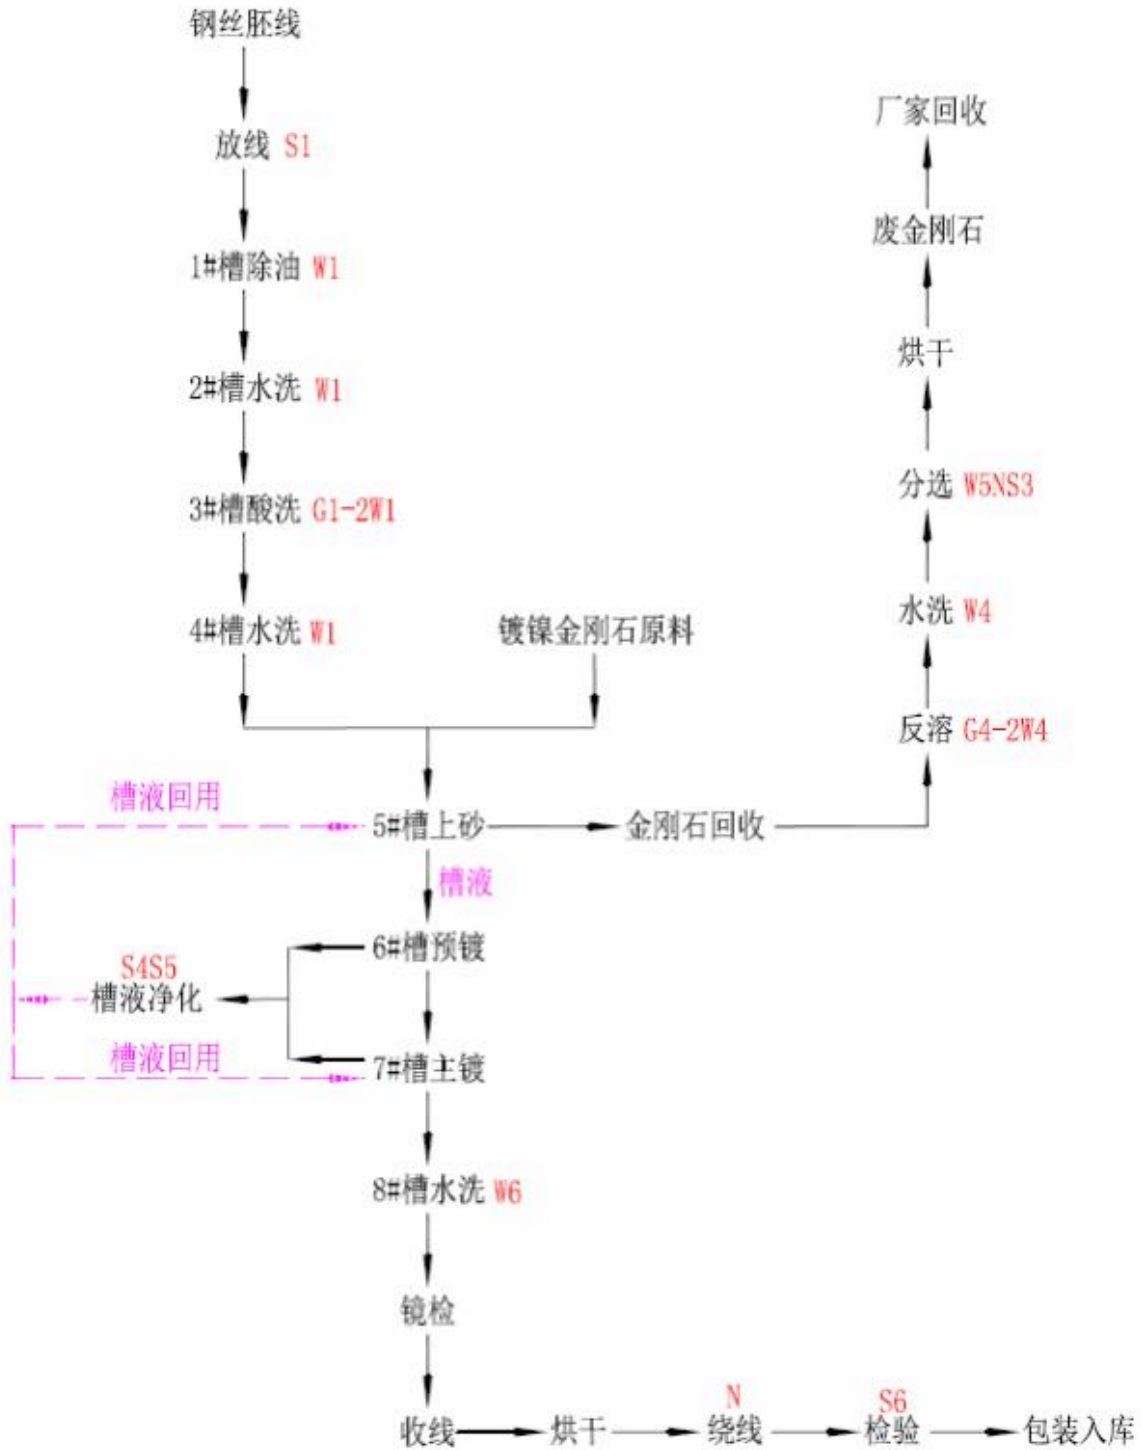 钢丝胚线
放线 S1
1#槽除油 W1
2#槽水洗 W1
3#槽酸洗 G1-2W1
4#槽水洗 W1
镀镍金刚石原料
槽液回用
5#槽上砂
金刚石回收
槽液
6#槽预镀
S4S5
槽液净化
槽液回用
7#槽主镀
8#槽水洗 W6
镜检
收线
烘干
N
绕线
S6
检验
包装入库
厂家回收
废金刚石
烘干
分选 W5NS3
水洗 W4
反溶 G4-2W4